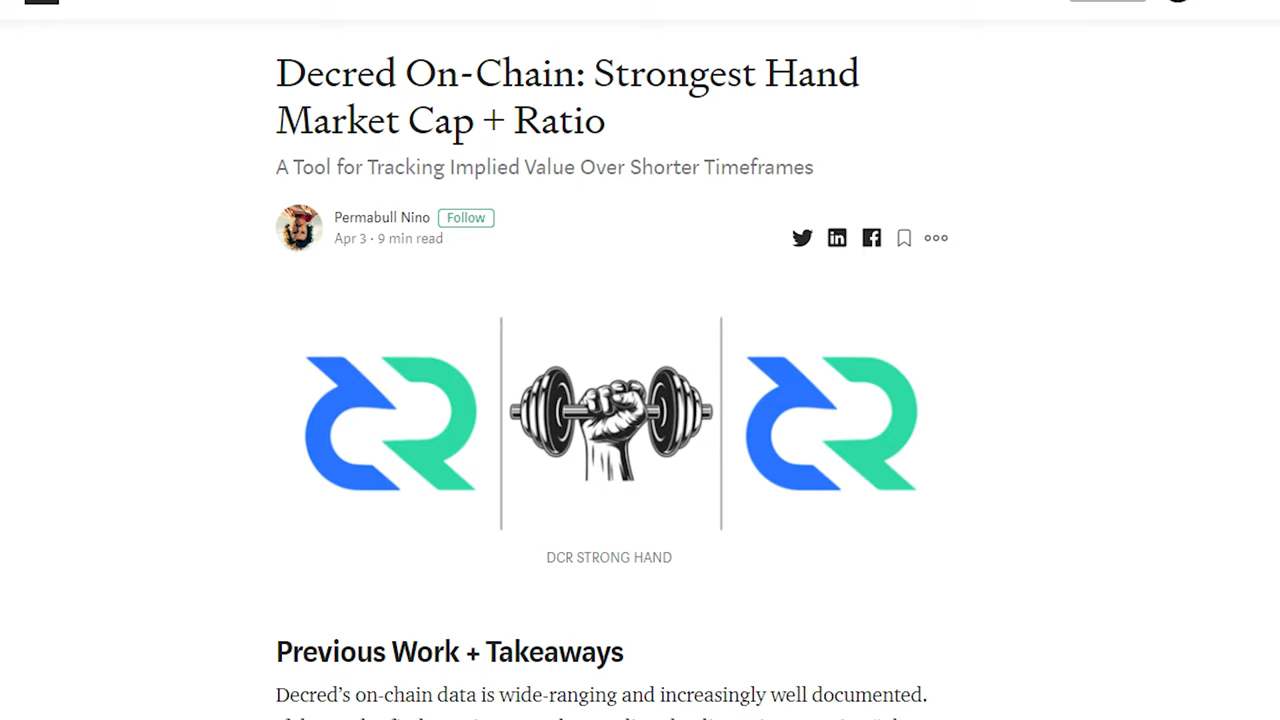 Decred On-Chain: Strongest Hand
Market Cap + Ratio
A Tool for Tracking Implied Value Over Shorter Timeframes
Permabull Nino Follow
Apr 3 · 9 min read
DCR STRONG HAND
Previous Work + Takeaways
Decred’s on-chain data is wide-ranging and increasingly well documented.